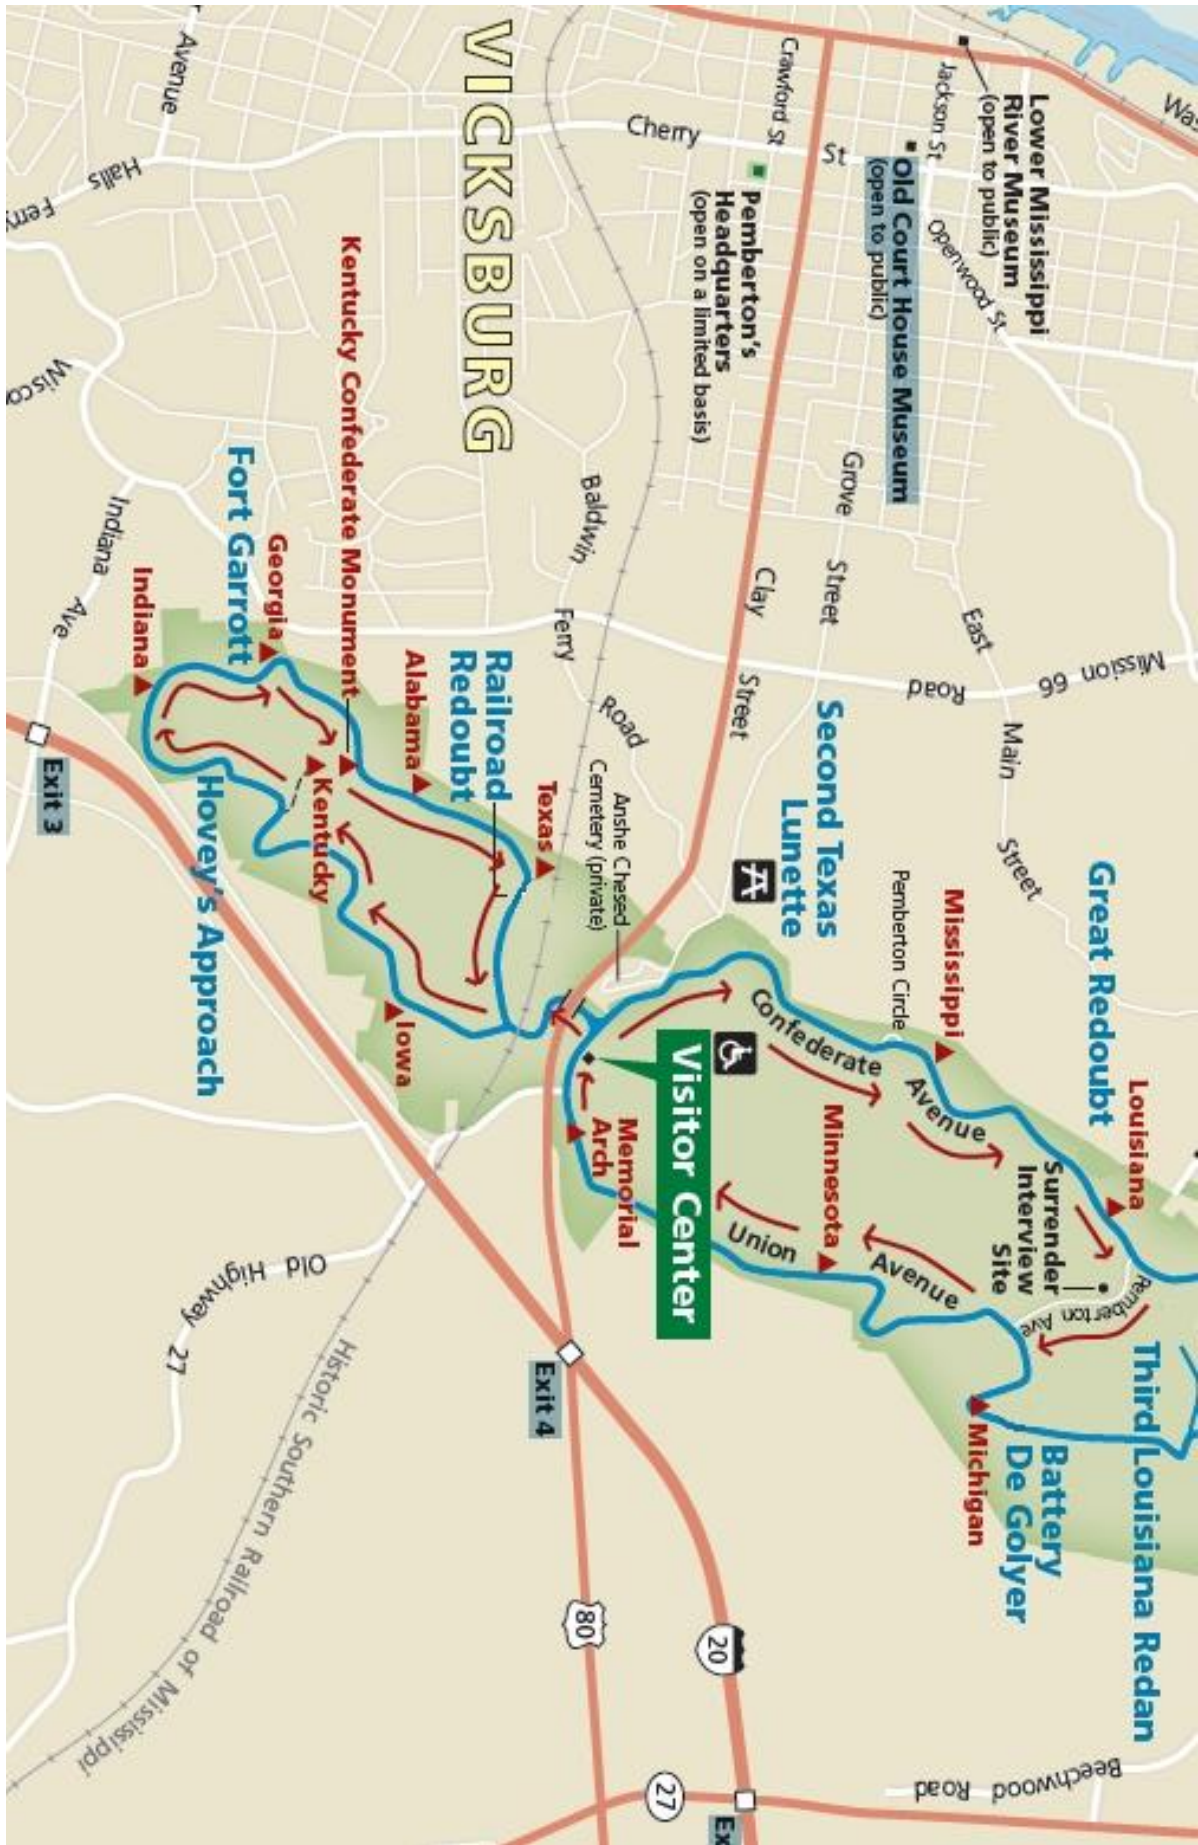 VICKSBURG
Lower Mississippi
River Museum
(open to public)
Old Court House Museum
(open to public)
Pemberton's
Headquarters
(open on a limited basis)
Crawford St
Jackson St
Cherry
St
Openwood St
Avenue
Halls
Indiana
Ave
Baldwin
Ferry
Road
Clay
Street
Grove
Street
East
Main
Street
Mission 66
Road
Kentucky Confederate Monument
Fort Garrott
Georgia
Indiana
Alabama
Railroad
Redoubt
Texas
Kentucky
Hovey's Approach
Iowa
Exit 3
Anshe Chesed
Cemetery (private)
Second Texas
Lunette
Pemberton Circle
Mississippi
Great Redoubt
Louisiana
Confederate
Avenue
Visitor Center
Memorial
Arch
Minnesota
Union
Avenue
Surrender
Interview
Site
Pemberton Ave
Third Louisiana Redan
Battery
De Golyer
Michigan
Exit 4
Old Highway 27
Historic Southern Railroad of Mississippi
80
20
27
Beechwood Road